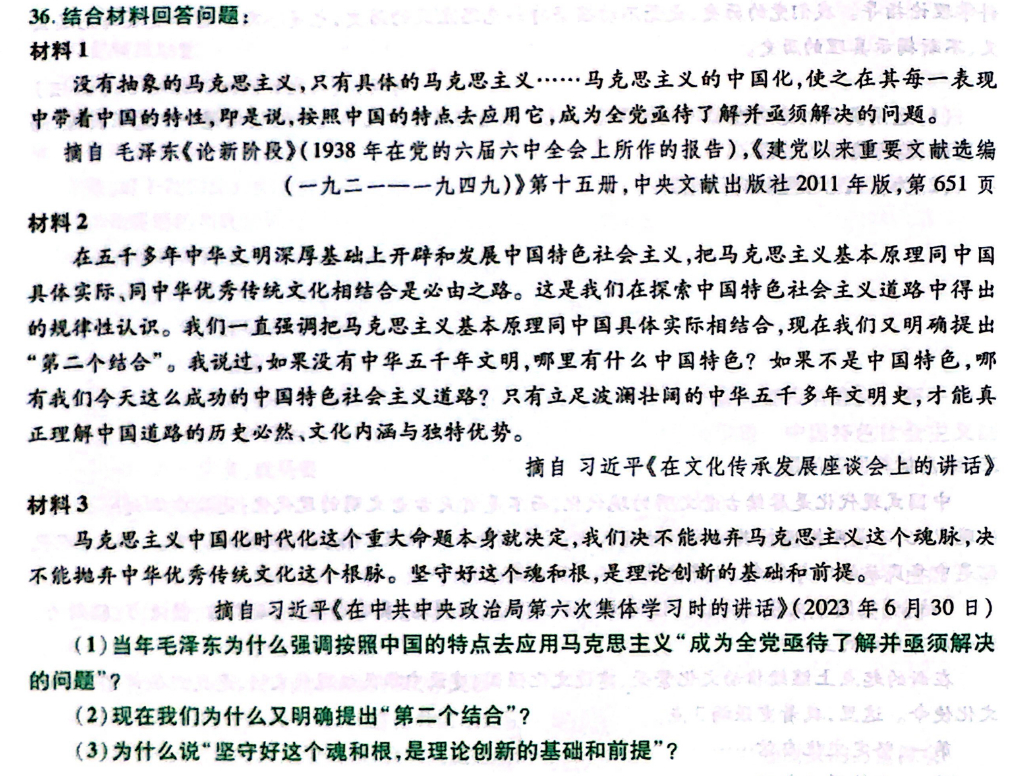 36.结合材料回答问题:
材料1
没有抽象的马克思主义,只有具体的马克思主义……马克思主义的中国化,使之在其每一表现
中带着中国的特性,即是说,按照中国的特点去应用它,成为全党亟待了解并亟须解决的问题。
摘自 毛泽东《论新阶段》(1938年在党的六届六中全会上所作的报告),《建党以来重要文献选编
(一九二一——一九四九)》第十五册,中央文献出版社2011年版,第651页
材料2
在五千多年中华文明深厚基础上开辟和发展中国特色社会主义,把马克思主义基本原理同中国
具体实际、同中华优秀传统文化相结合是必由之路。这是我们在探索中国特色社会主义道路中得出
的规律性认识。我们一直强调把马克思主义基本原理同中国具体实际相结合,现在我们又明确提出
“第二个结合”。我说过,如果没有中华五千年文明,哪里有什么中国特色?如果不是中国特色,哪
有我们今天这么成功的中国特色社会主义道路?只有立足波澜壮阔的中华五千多年文明史,才能真
正理解中国道路的历史必然、文化内涵与独特优势。
摘自 习近平《在文化传承发展座谈会上的讲话》
材料3
马克思主义中国化时代化这个重大命题本身就决定,我们决不能抛弃马克思主义这个魂脉,决
不能抛弃中华优秀传统文化这个根脉。坚守好这个魂和根,是理论创新的基础和前提。
摘自 习近平《在中共中央政治局第六次集体学习时的讲话》(2023年6月30日)
(1)当年毛泽东为什么强调按照中国的特点去应用马克思主义“成为全党亟待了解并亟须解决
的问题”?
(2)现在我们为什么又明确提出“第二个结合”?
(3)为什么说“坚守好这个魂和根,是理论创新的基础和前提”?